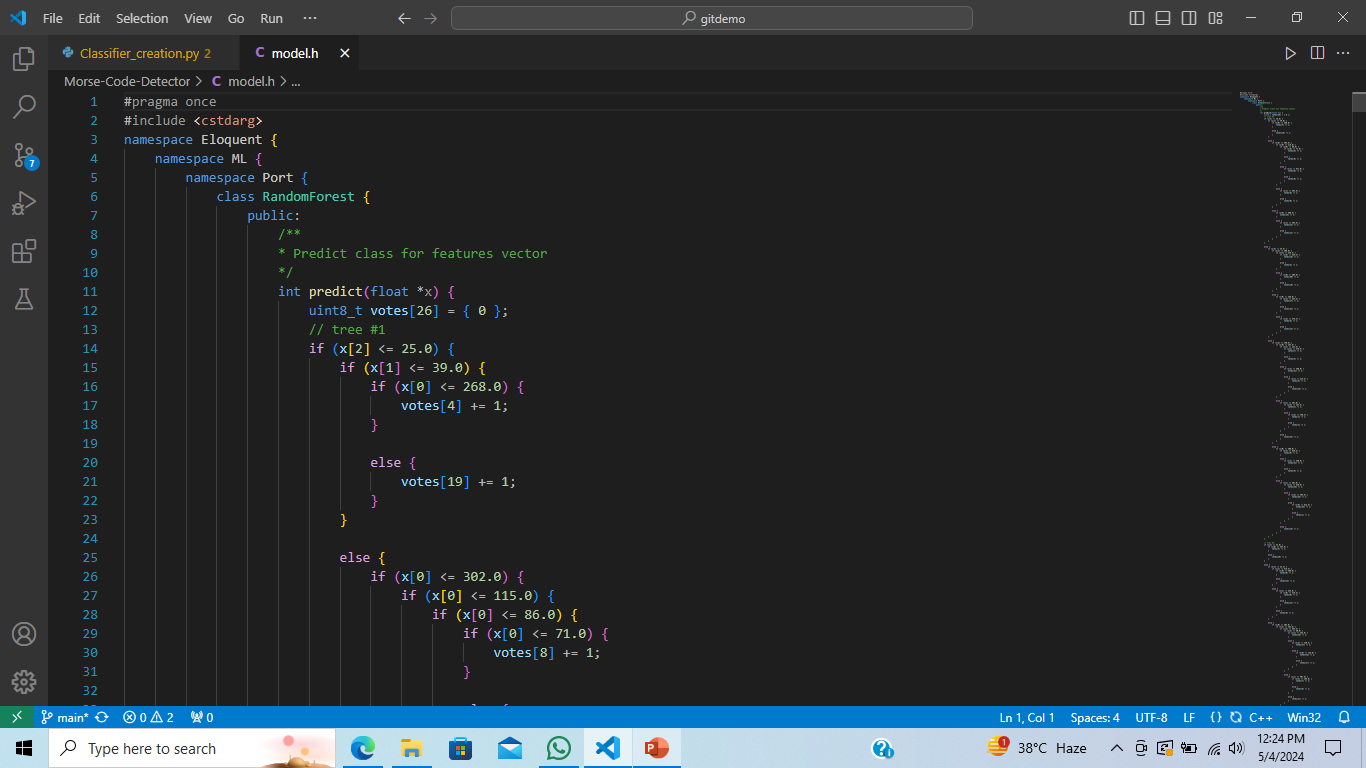 File Edit Selection View Go Run ··· gitdemo
Classifier_creation.py 2 C model.h
Morse-Code-Detector > C model.h > ...
1 #pragma once
2 #include <cstdarg>
3 namespace Eloquent {
4 namespace ML {
5 namespace Port {
6 class RandomForest {
7 public:
8 /**
9 * Predict class for features vector
10 */
11 int predict(float *x) {
12 uint8_t votes[26] = { 0 };
13 // tree #1
14 if (x[2] <= 25.0) {
15 if (x[1] <= 39.0) {
16 if (x[0] <= 268.0) {
17 votes[4] += 1;
18 }
19
20 else {
21 votes[19] += 1;
22 }
23 }
24
25 else {
26 if (x[0] <= 302.0) {
27 if (x[0] <= 115.0) {
28 if (x[0] <= 86.0) {
29 if (x[0] <= 71.0) {
30 votes[8] += 1;
31 }
32
7
main* 0 2 0 Ln 1, Col 1 Spaces: 4 UTF-8 LF {} C++ Win32
Type here to search 1 38°C Haze 12:24 PM
5/4/2024